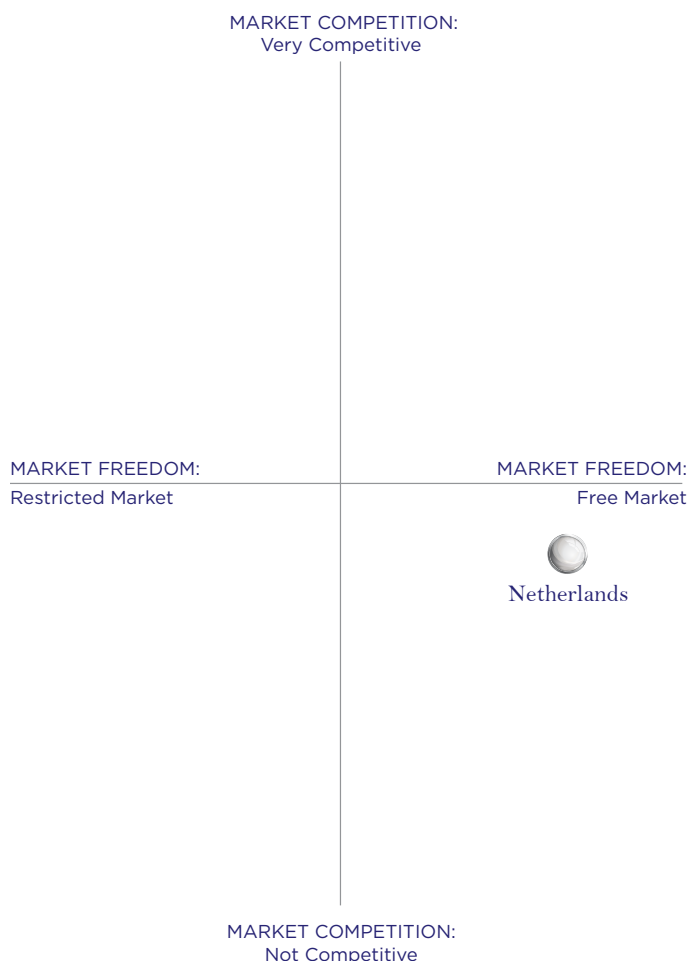 MARKET COMPETITION:
Very Competitive
MARKET FREEDOM:
Restricted Market
MARKET FREEDOM:
Free Market
Netherlands
MARKET COMPETITION:
Not Competitive